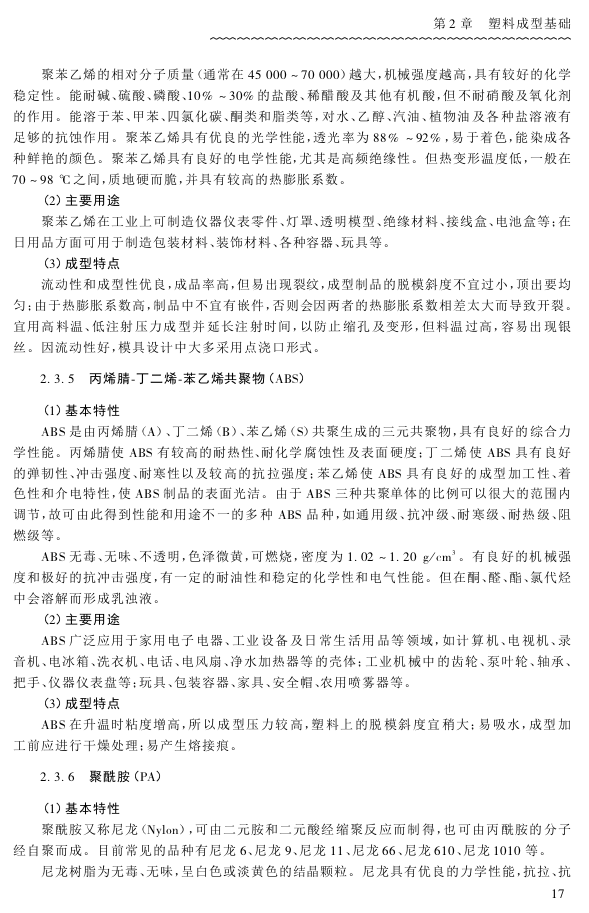 第 2 章　塑料成型基础
聚苯乙烯的相对分子质量(通常在 45 000 ~ 70 000)越大,机械强度越高,具有较好的化学
稳定性。能耐碱、硫酸、磷酸、10% ~ 30% 的盐酸、稀醋酸及其他有机酸,但不耐硝酸及氧化剂
的作用。能溶于苯、甲苯、四氯化碳、酮类和脂类等,对水、乙醇、汽油、植物油及各种盐溶液有
足够的抗蚀作用。聚苯乙烯具有优良的光学性能,透光率为 88% ~ 92%,易于着色,能染成各
种鲜艳的颜色。聚苯乙烯具有良好的电学性能,尤其是高频绝缘性。但热变形温度低,一般在
70 ~ 98 ℃之间,质地硬而脆,并具有较高的热膨胀系数。
(2) 主要用途
聚苯乙烯在工业上可制造仪器仪表零件、灯罩、透明模型、绝缘材料、接线盒、电池盒等;在
日用品方面可用于制造包装材料、装饰材料、各种容器、玩具等。
(3) 成型特点
流动性和成型性优良,成品率高,但易出现裂纹,成型制品的脱模斜度不宜过小,顶出要均
匀;由于热膨胀系数高,制品中不宜有嵌件,否则会因两者的热膨胀系数相差太大而导致开裂。
宜用高料温、低注射压力成型并延长注射时间,以防止缩孔及变形,但料温过高,容易出现银
丝。因流动性好,模具设计中大多采用点浇口形式。
2. 3. 5　丙烯腈-丁二烯-苯乙烯共聚物(ABS)
(1) 基本特性
ABS 是由丙烯腈(A)、丁二烯(B)、苯乙烯(S)共聚生成的三元共聚物,具有良好的综合力
学性能。丙烯腈使 ABS 有较高的耐热性、耐化学腐蚀性及表面硬度;丁二烯使 ABS 具有良好
的弹韧性、冲击强度、耐寒性以及较高的抗拉强度;苯乙烯使 ABS 具有良好的成型加工性、着
色性和介电特性,使 ABS 制品的表面光洁。由于 ABS 三种共聚单体的比例可以很大的范围内
调节,故可由此得到性能和用途不一的多种 ABS 品种,如通用级、抗冲级、耐寒级、耐热级、阻
燃级等。
ABS 无毒、无味、不透明,色泽微黄,可燃烧,密度为 1. 02 ~ 1. 20 g/cm³。有良好的机械强
度和极好的抗冲击强度,有一定的耐油性和稳定的化学性和电气性能。但在酮、醛、酯、氯代烃
中会溶解而形成乳浊液。
(2) 主要用途
ABS 广泛应用于家用电子电器、工业设备及日常生活用品等领域,如计算机、电视机、录
音机、电冰箱、洗衣机、电话、电风扇、净水加热器等的壳体;工业机械中的齿轮、泵叶轮、轴承、
把手、仪器仪表盘等;玩具、包装容器、家具、安全帽、农用喷雾器等。
(3) 成型特点
ABS 在升温时粘度增高,所以成型压力较高,塑料上的脱模斜度宜稍大;易吸水,成型加
工前应进行干燥处理;易产生熔接痕。
2. 3. 6　聚酰胺(PA)
(1) 基本特性
聚酰胺又称尼龙(Nylon),可由二元胺和二元酸经缩聚反应而制得,也可由丙酰胺的分子
经自聚而成。目前常见的品种有尼龙 6、尼龙 9、尼龙 11、尼龙 66、尼龙 610、尼龙 1010 等。
尼龙树脂为无毒、无味,呈白色或淡黄色的结晶颗粒。尼龙具有优良的力学性能,抗拉、抗
17